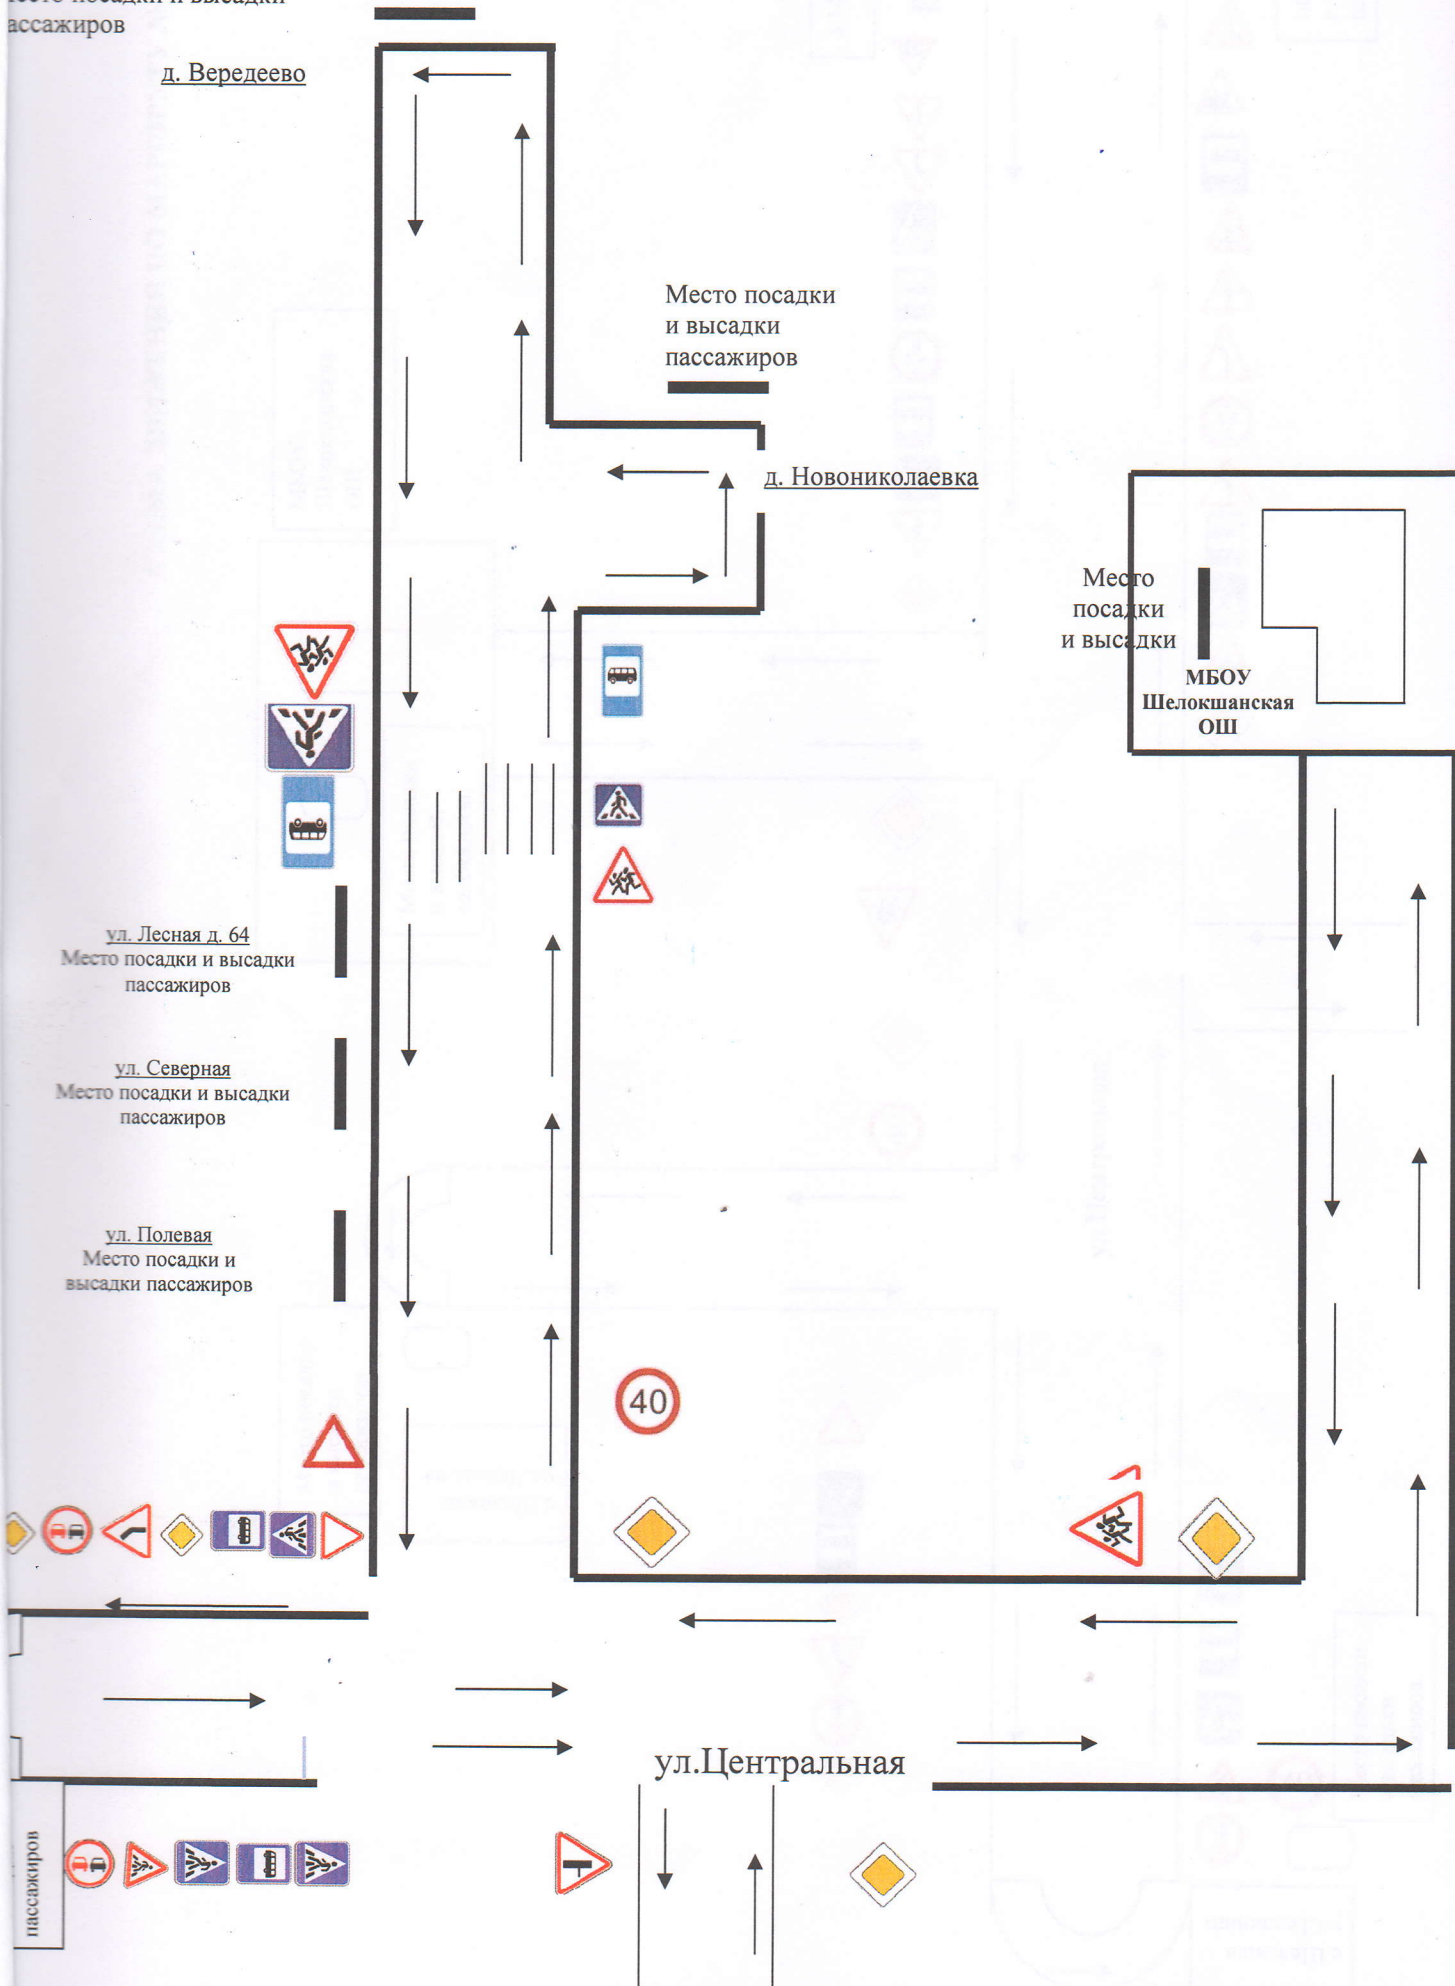 пассажиров
д. Вередеево
Место посадки
и высадки
пассажиров
д. Новониколаевка
Место
посадки
и высадки
МБОУ
Шелокшанская
ОШ
ул. Лесная д. 64
Место посадки и высадки
пассажиров
ул. Северная
Место посадки и высадки
пассажиров
ул. Полевая
Место посадки и
высадки пассажиров
40
ул.Центральная
пассажиров